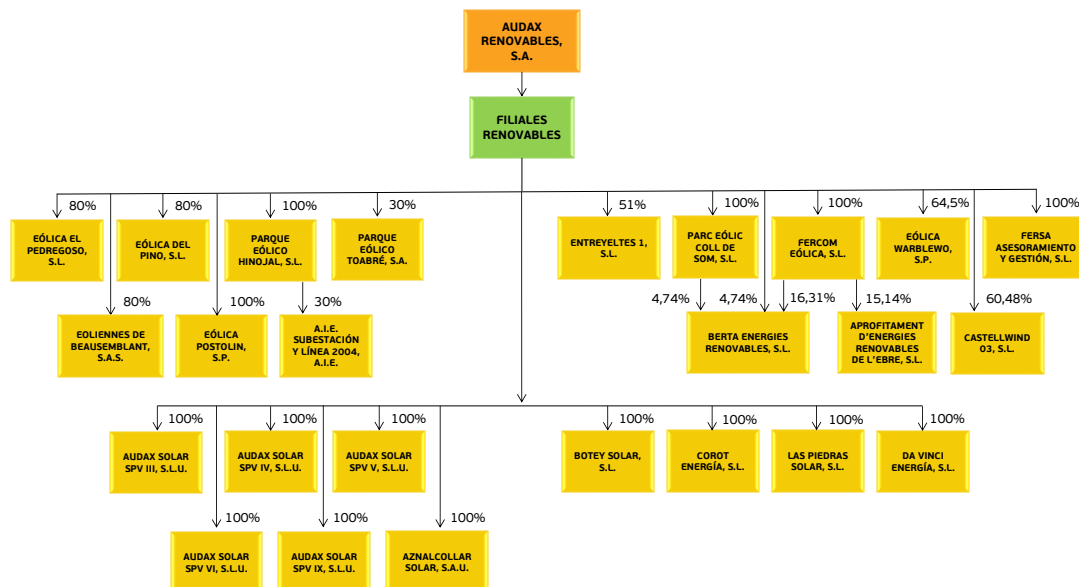 AUDAX
RENOVABLES,
S.A.
FILIALES
RENOVABLES
80%
80%
100%
30%
51%
100%
100%
64,5%
100%
EÓLICA EL
PEDREGOSO,
S.L.
EÓLICA DEL
PINO, S.L.
PARQUE
EÓLICO
HINOJAL, S.L.
PARQUE
EÓLICO
TOABRÉ, S.A.
ENTREYELTES 1,
S.L.
PARC EÓLIC
COLL DE
SOM, S.L.
FERCOM
EÓLICA, S.L.
EÓLICA
WARBLEWO,
S.P.
FERSA
ASESORAMIENTO
Y GESTIÓN, S.L.
80%
100%
30%
4,74%
4,74%
16,31%
15,14%
60,48%
EOLIENNES DE
BEAUSEMBLANT,
S.A.S.
EÓLICA
POSTOLIN,
S.P.
A.I.E.
SUBESTACIÓN
Y LÍNEA 2004,
A.I.E.
BERTA ENERGIES
RENOVABLES, S.L.
APROFITAMENT
D'ENERGIES
RENOVABLES
DE L'EBRE, S.L.
CASTELLWIND
03, S.L.
100%
100%
100%
100%
100%
100%
100%
AUDAX SOLAR
SPV III, S.L.U.
AUDAX SOLAR
SPV IV, S.L.U.
AUDAX SOLAR
SPV V, S.L.U.
BOTEY SOLAR,
S.L.
COROT
ENERGÍA, S.L.
LAS PIEDRAS
SOLAR, S.L.
DA VINCI
ENERGÍA, S.L.
100%
100%
100%
AUDAX SOLAR
SPV VI, S.L.U.
AUDAX SOLAR
SPV IX, S.L.U.
AZNALCOLLAR
SOLAR, S.A.U.